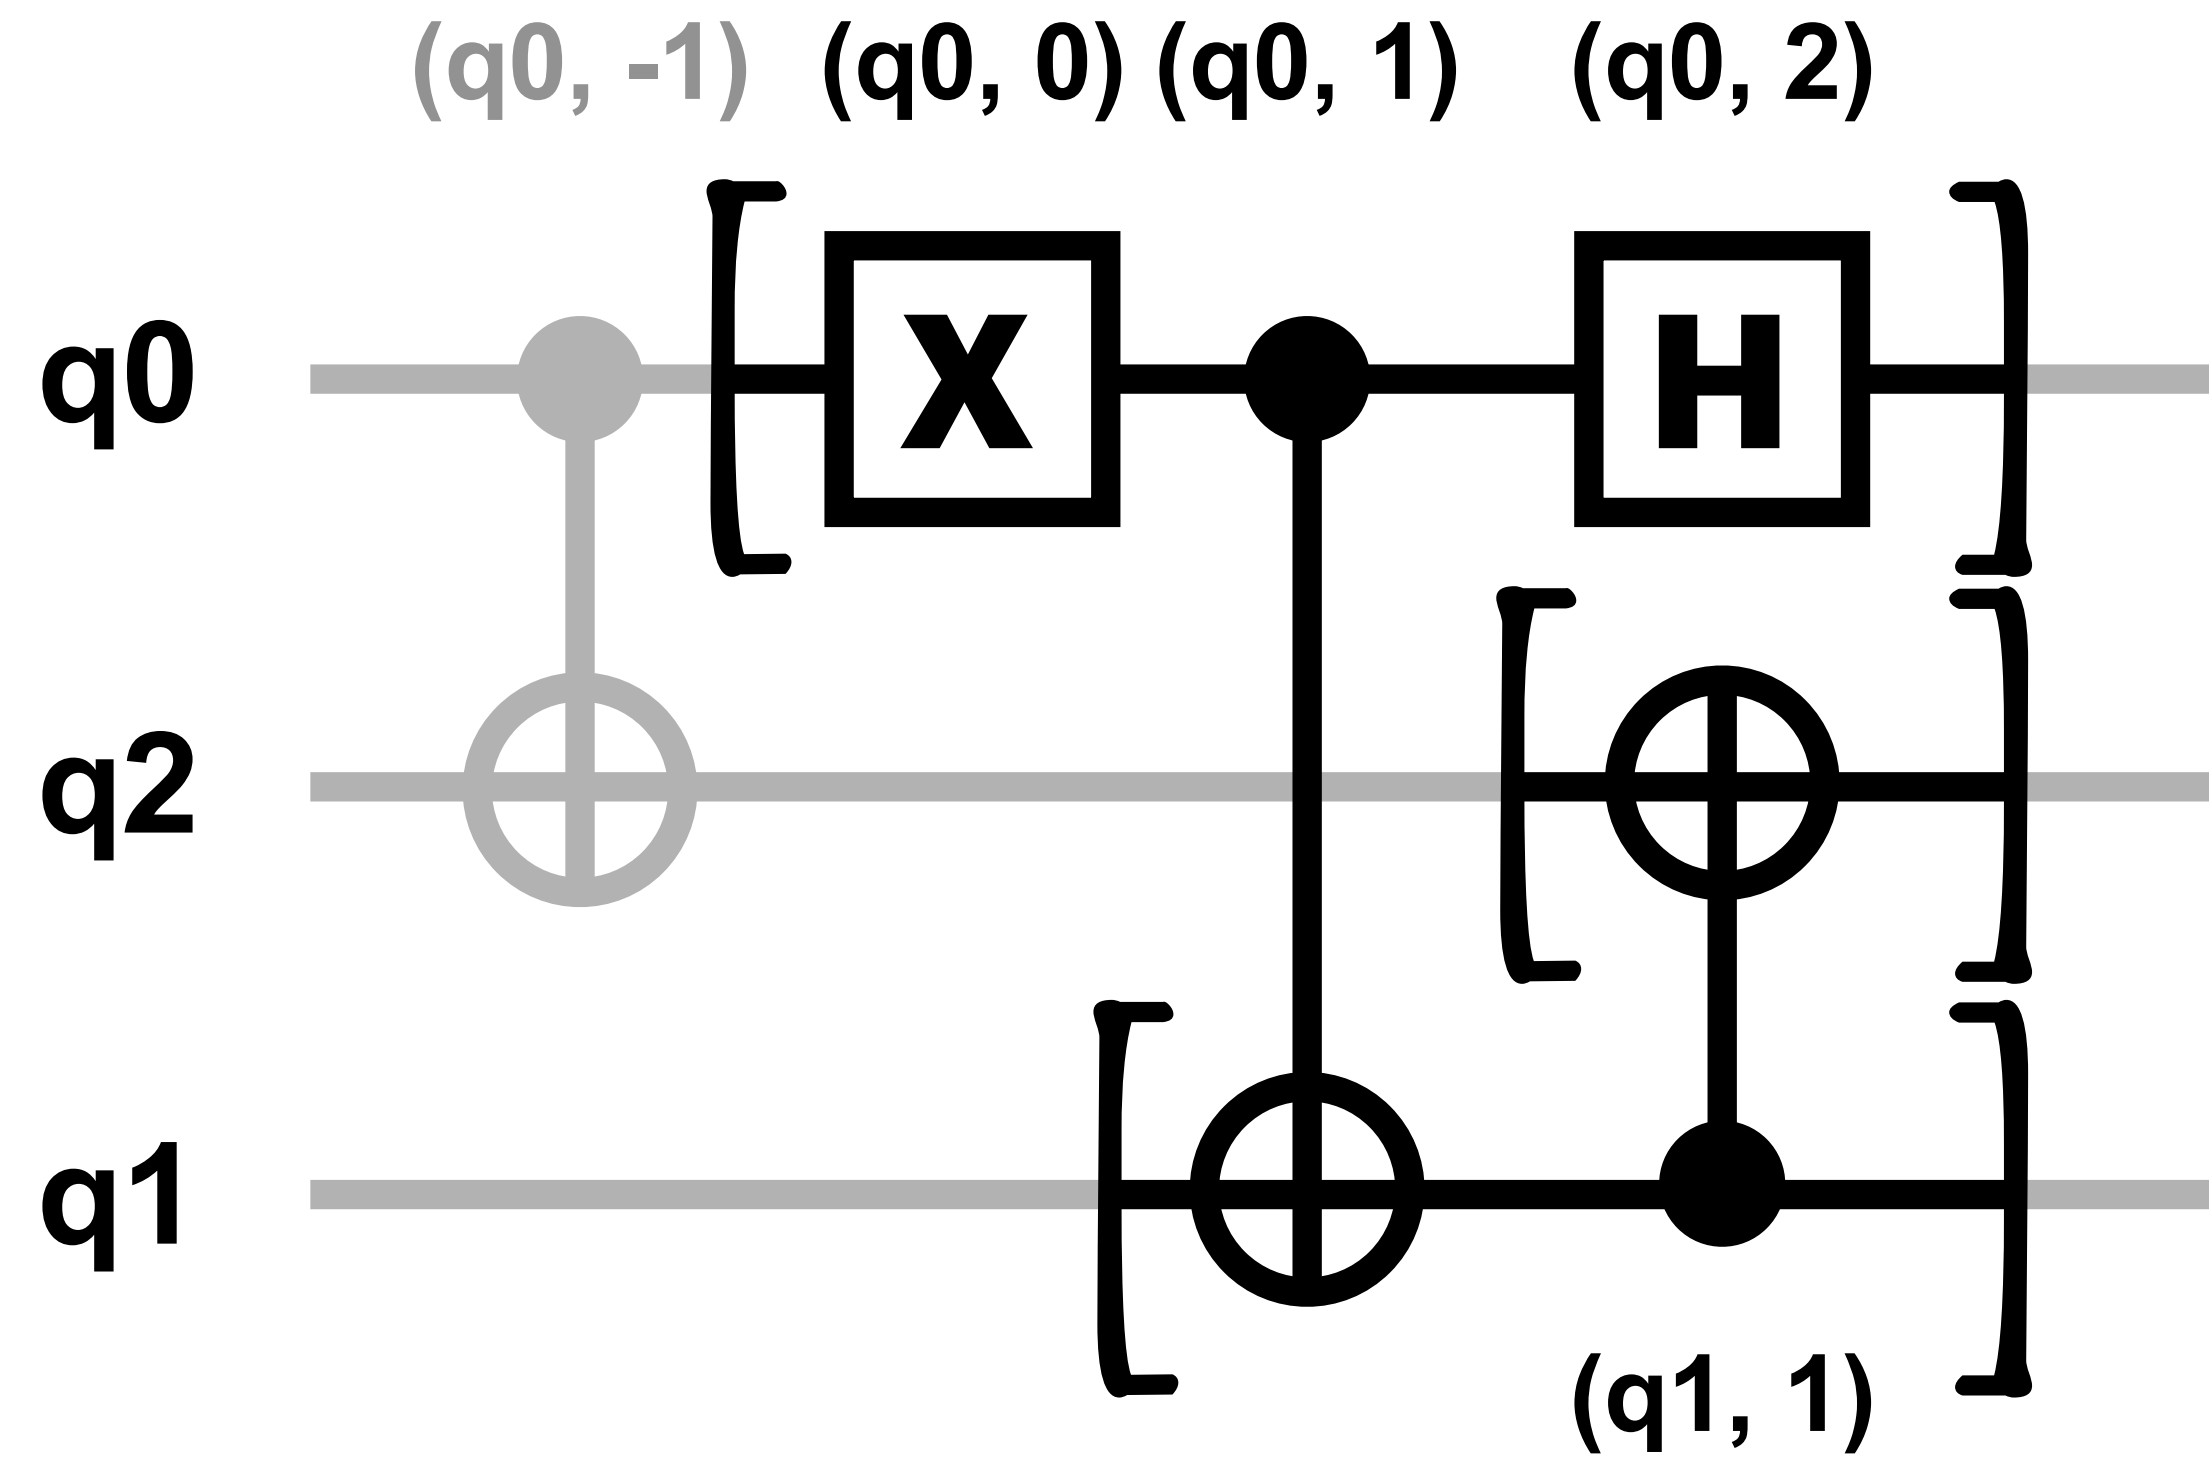 (q0, -1) (q0, 0) (q0, 1) (q0, 2)
q0 X H
q2
q1
(q1, 1)